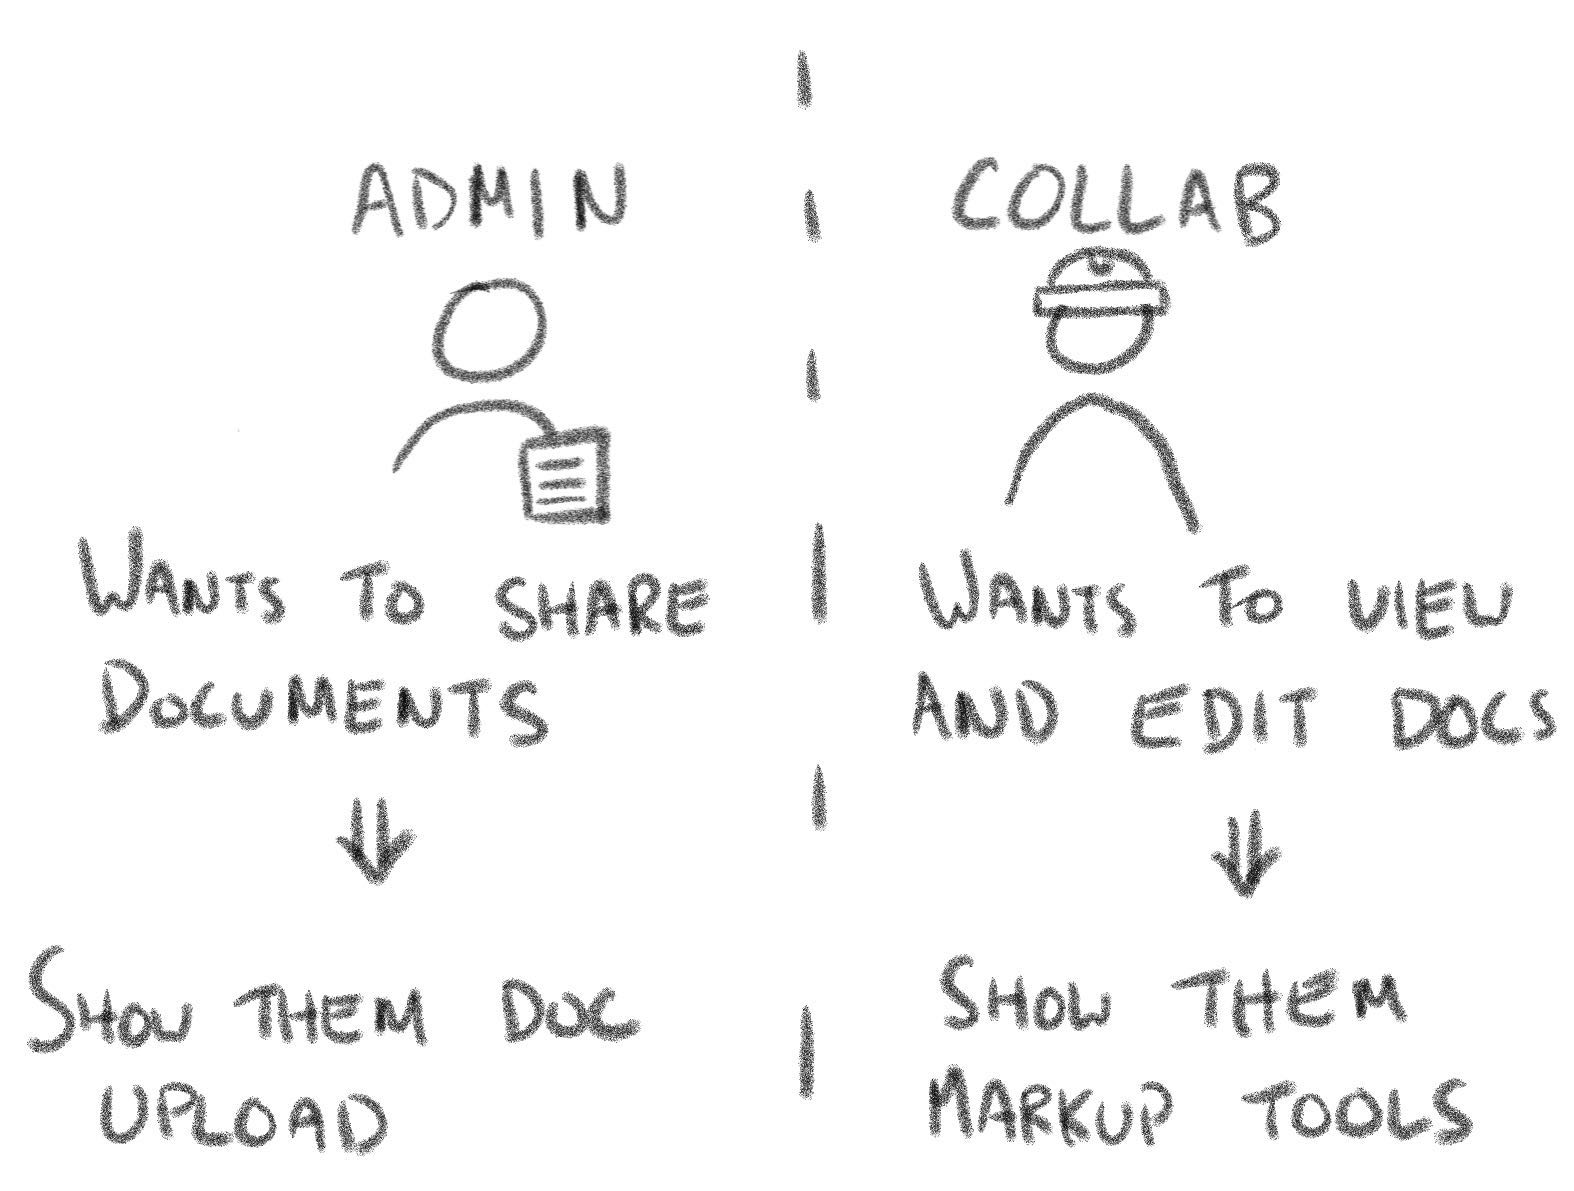 ADMIN
WANTS TO SHARE
DOCUMENTS
SHOW THEM DOC
UPLOAD
COLLAB
WANTS TO VIEW
AND EDIT DOCS
SHOW THEM
MARKUP TOOLS